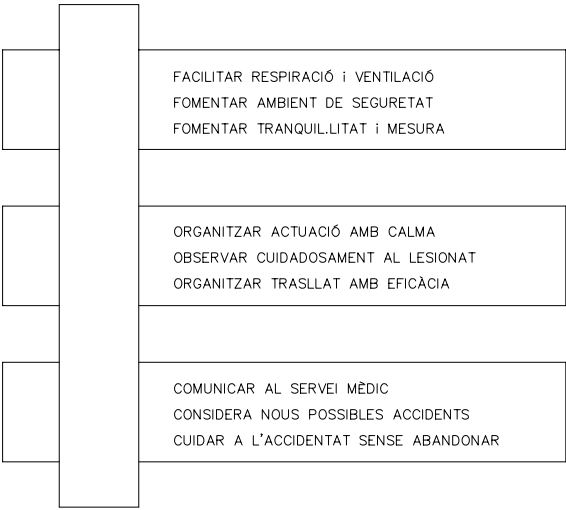 FACILITAR RESPIRACIÓ i VENTILACIÓ
FOMENTAR AMBIENT DE SEGURETAT
FOMENTAR TRANQUIL.LITAT i MESURA
ORGANITZAR ACTUACIÓ AMB CALMA
OBSERVAR CUIDADOSAMENT AL LESIONAT
ORGANITZAR TRASLLAT AMB EFICÀCIA
COMUNICAR AL SERVEI MÈDIC
CONSIDERA NOUS POSSIBLES ACCIDENTS
CUIDAR A L'ACCIDENTAT SENSE ABANDONAR